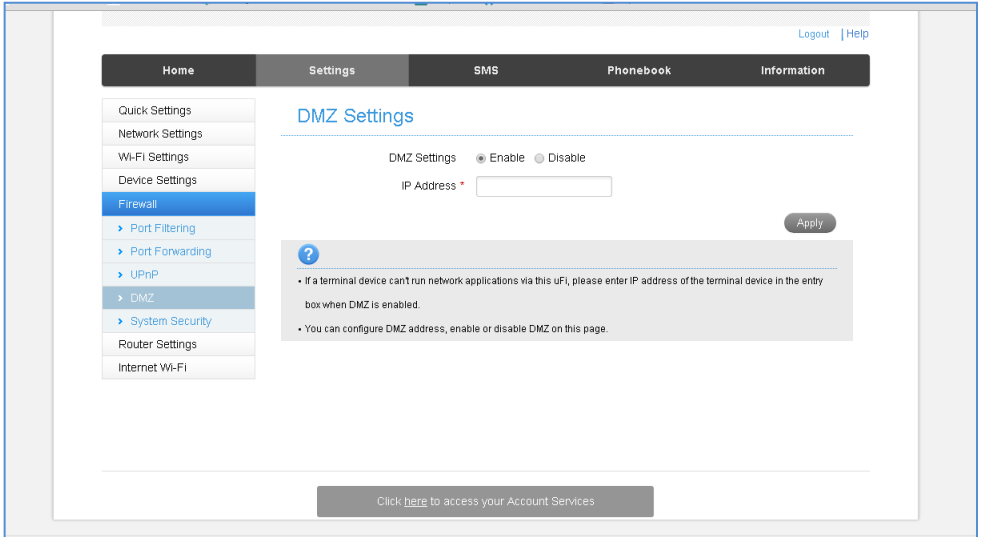 Logout | Help
Home Settings SMS Phonebook Information
Quick Settings
Network Settings
Wi-Fi Settings
Device Settings
Firewall
Port Filtering
Port Forwarding
UPnP
DMZ
System Security
Router Settings
Internet Wi-Fi
DMZ Settings
DMZ Settings Enable Disable
IP Address *
Apply
?
• If a terminal device can't run network applications via this uFi, please enter IP address of the terminal device in the entry
box when DMZ is enabled.
• You can configure DMZ address, enable or disable DMZ on this page.
Click here to access your Account Services